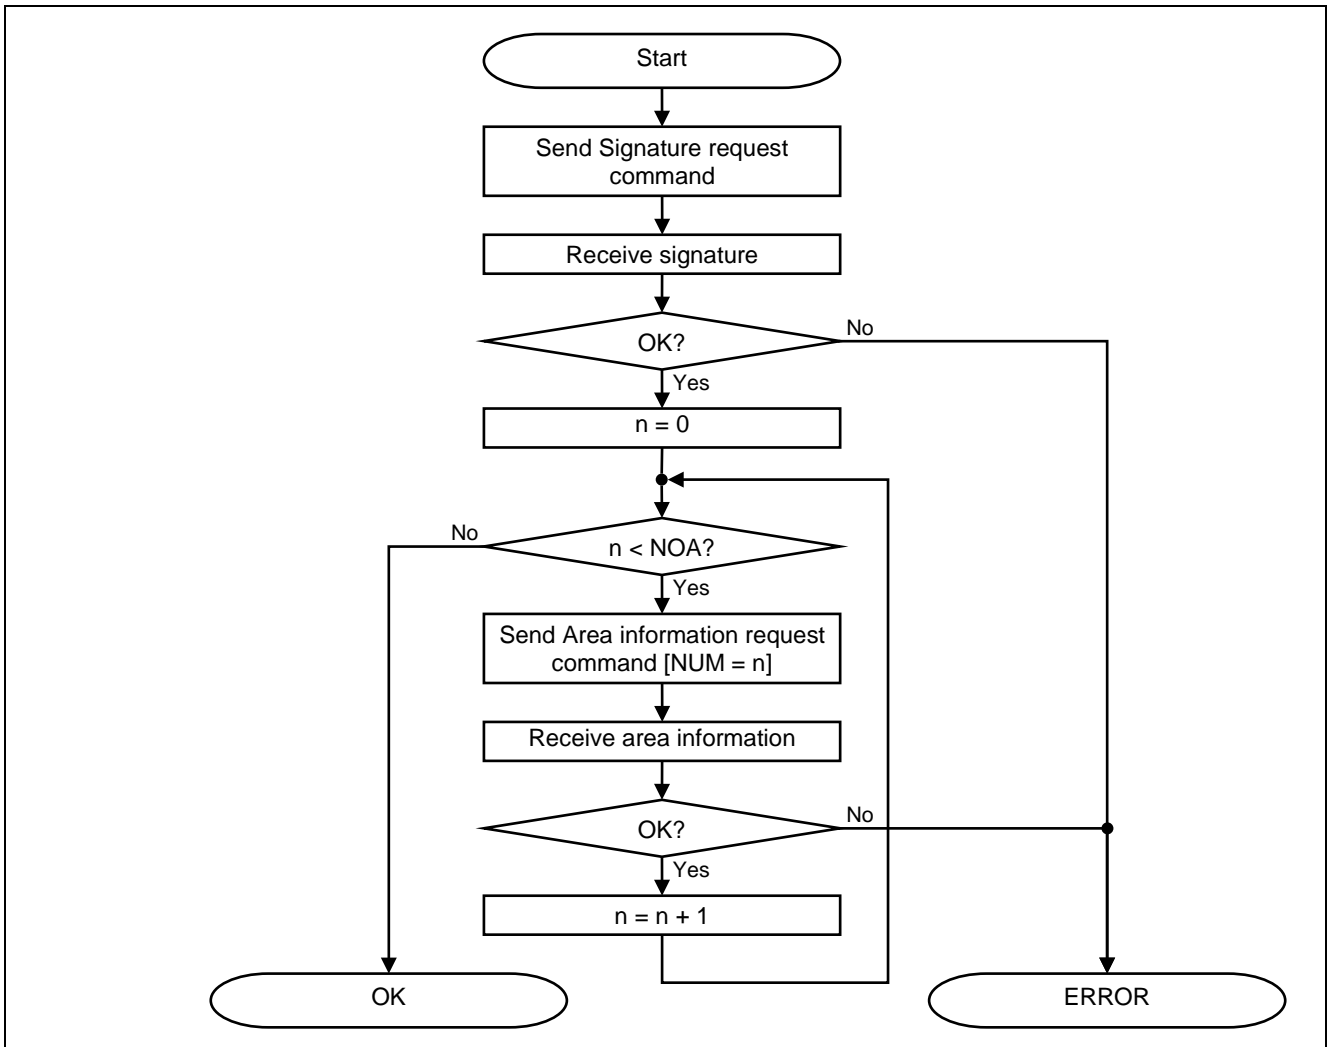 Start
Send Signature request
command
Receive signature
OK?
No
Yes
n = 0
No
n < NOA?
Yes
Send Area information request
command [NUM = n]
Receive area information
OK?
No
Yes
n = n + 1
OK
ERROR